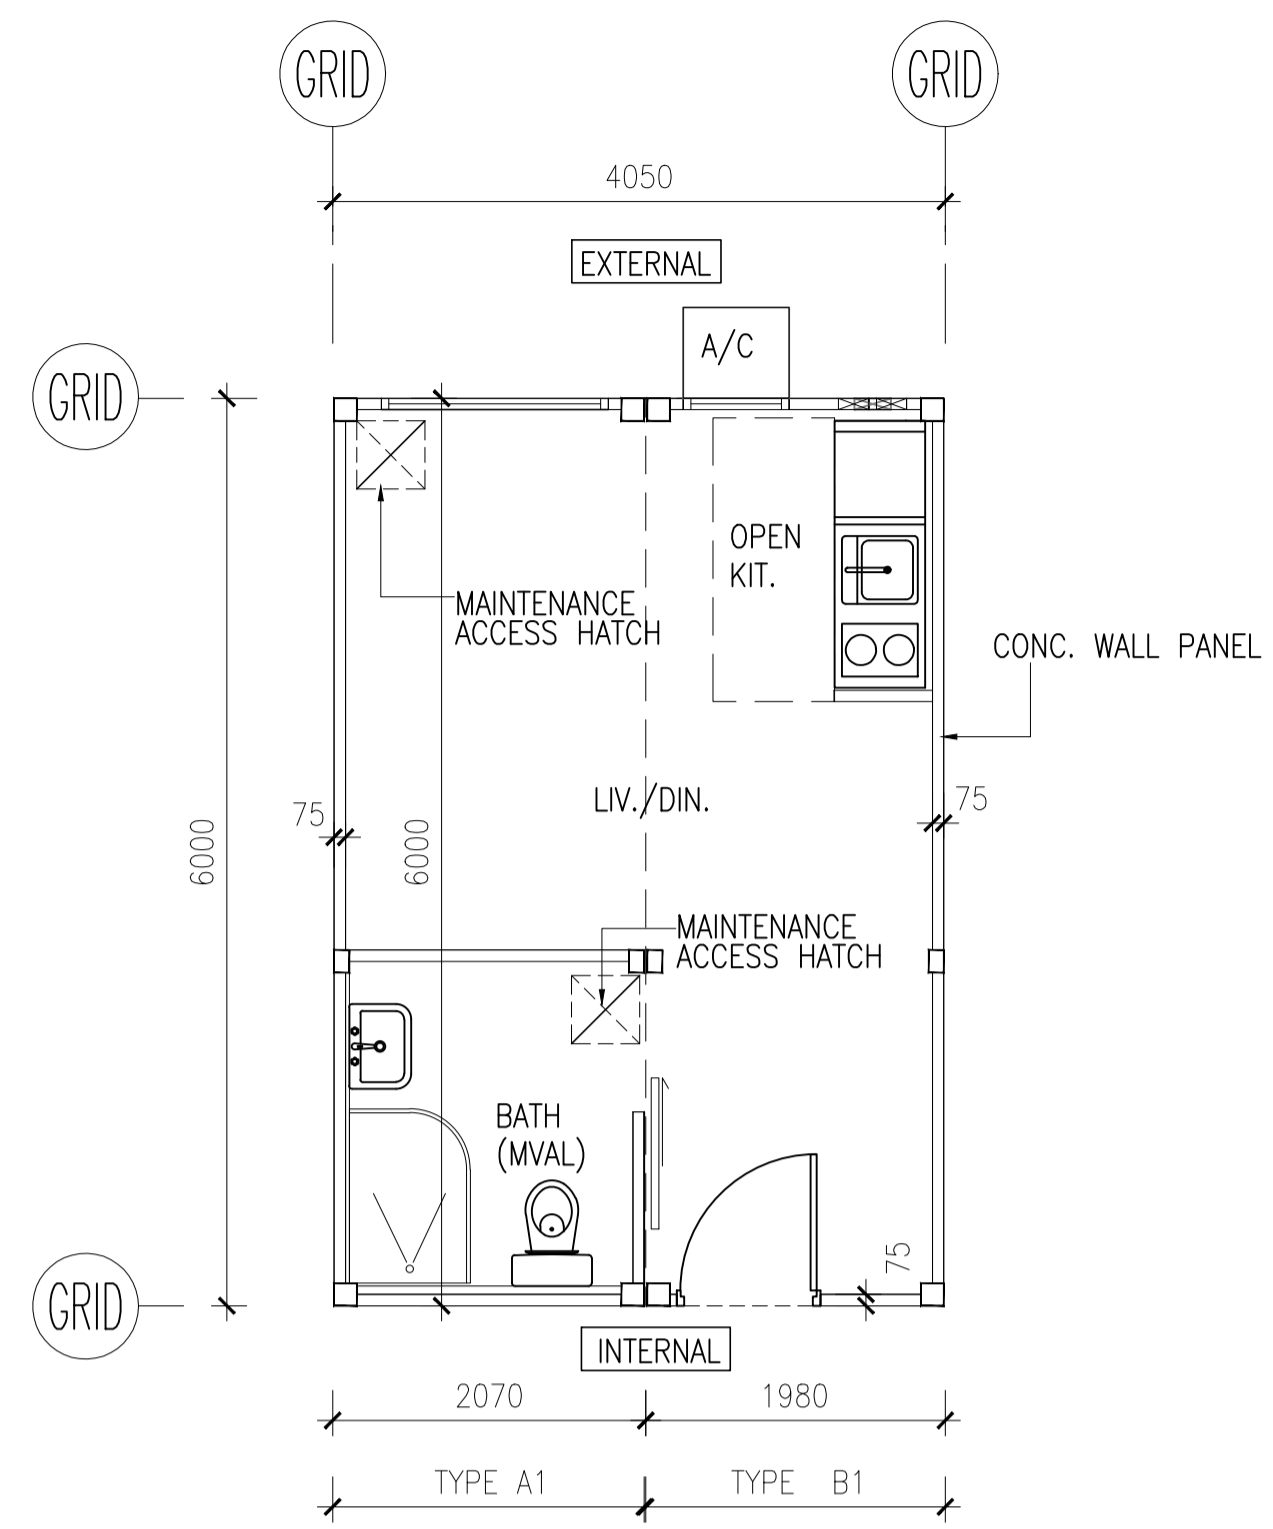 GRID
GRID
4050
EXTERNAL
A/C
GRID
OPEN
KIT.
MAINTENANCE
ACCESS HATCH
CONC. WALL PANEL
LIV./DIN.
75
75
6000
6000
MAINTENANCE
ACCESS HATCH
BATH
(MVAL)
75
GRID
INTERNAL
2070
1980
TYPE A1
TYPE B1